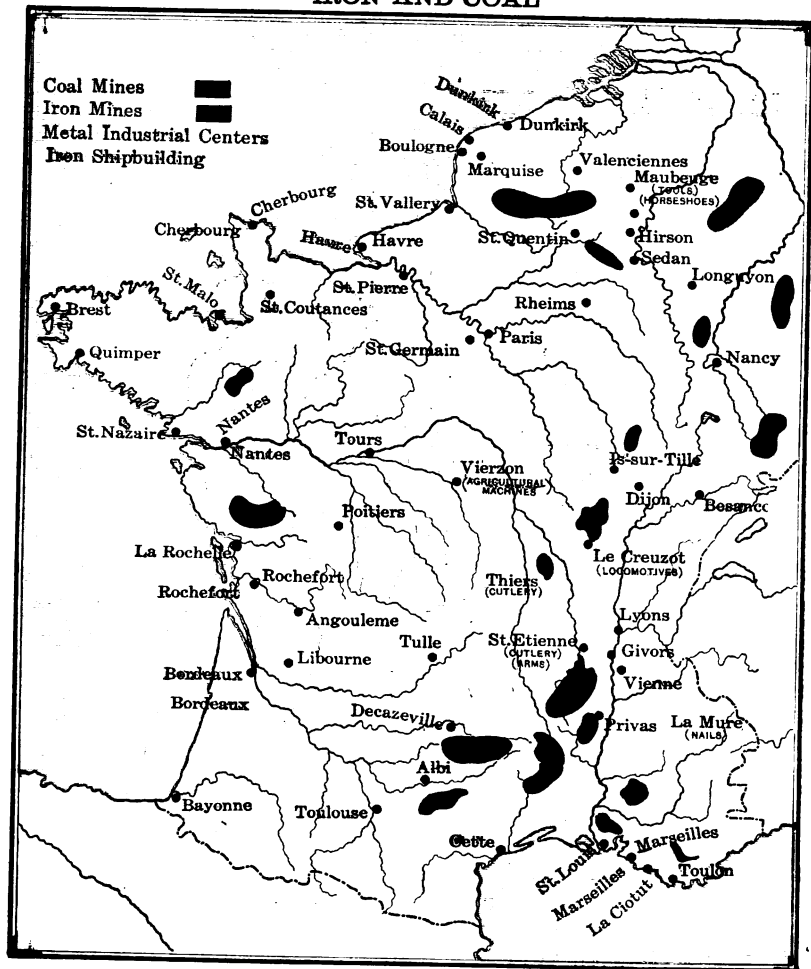 IRON AND COAL
Coal Mines
Iron Mines
Metal Industrial Centers
Iron Shipbuilding
Dunkirk
Calais
Dunkirk
Boulogne
Marquise
Valenciennes
Maubeuge
(TOOLS)
(HORSESHOES)
Cherbourg
St.Vallery
Cherbourg
Havre
Havre
St.Quentin
Hirson
Sedan
St.Malo
St.Pierre
Longuyon
Brest
St.Coutances
Rheims
Quimper
St.Germain
Paris
Nancy
Nantes
St.Nazaire
Nantes
Tours
Is-sur-Tille
Vierzon
(AGRICULTURAL
MACHINES
Dijon
Besanco
Poitiers
La Rochelle
Le Creuzot
(LOCOMOTIVES)
Rochefort
Rochefort
Thiers
(CUTLERY)
Angouleme
Lyons
Tulle
St.Etienne
(CUTLERY)
(ARMS)
Givors
Libourne
Vienne
Bordeaux
Bordeaux
Decazeville
Privas
La Mure
(NAILS)
Albi
Bayonne
Toulouse
Cette
St.Louis
Marseilles
Marseilles
La Ciotut
Toulon